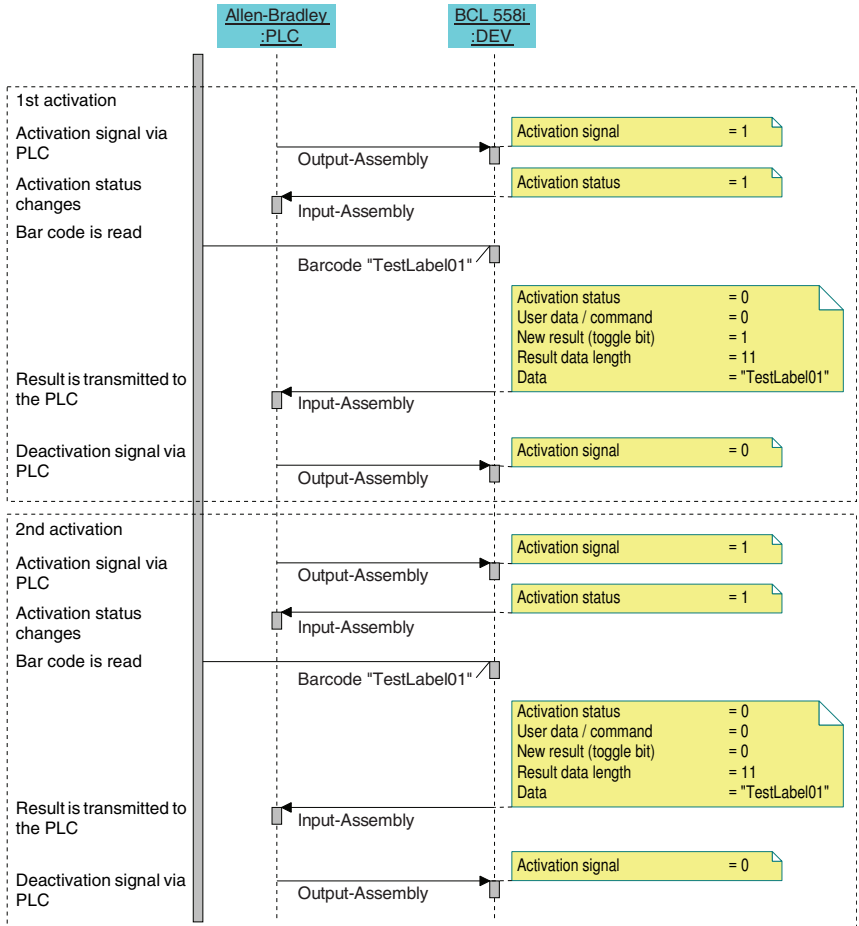 Allen-Bradley
:PLC
BCL 558i
:DEV
1st activation
Activation signal via
PLC
Output-Assembly
Activation signal = 1
Activation status
changes
Input-Assembly
Activation status = 1
Bar code is read
Barcode "TestLabel01"
Activation status = 0
User data / command = 0
New result (toggle bit) = 1
Result data length = 11
Data = "TestLabel01"
Result is transmitted to
the PLC
Input-Assembly
Deactivation signal via
PLC
Output-Assembly
Activation signal = 0
2nd activation
Activation signal via
PLC
Output-Assembly
Activation signal = 1
Activation status
changes
Input-Assembly
Activation status = 1
Bar code is read
Barcode "TestLabel01"
Activation status = 0
User data / command = 0
New result (toggle bit) = 0
Result data length = 11
Data = "TestLabel01"
Result is transmitted to
the PLC
Input-Assembly
Deactivation signal via
PLC
Output-Assembly
Activation signal = 0